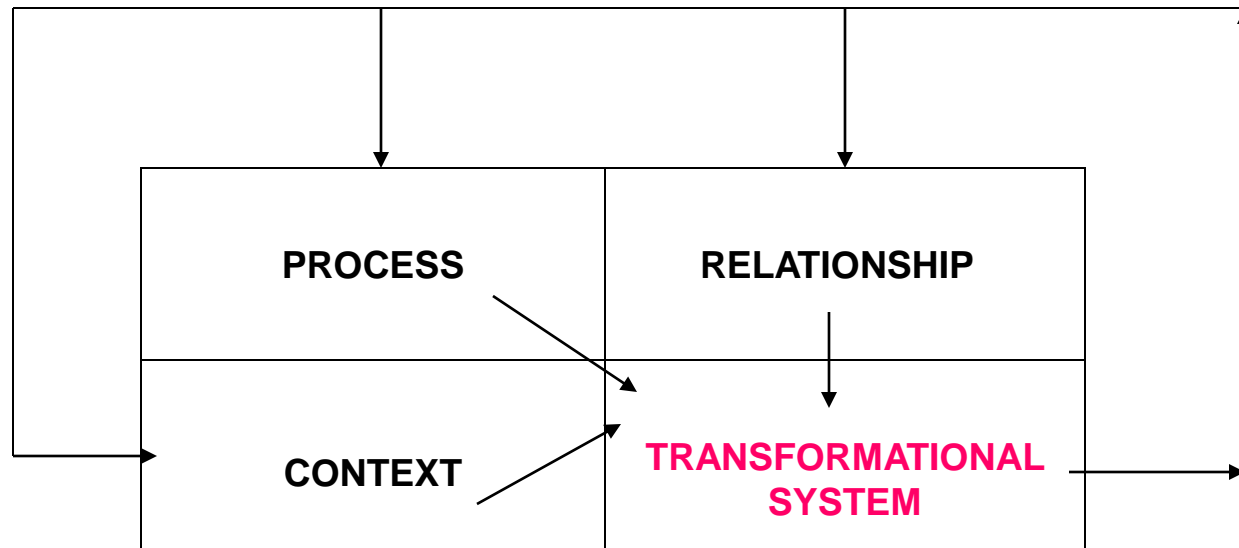 PROCESS
RELATIONSHIP
CONTEXT
TRANSFORMATIONAL
SYSTEM